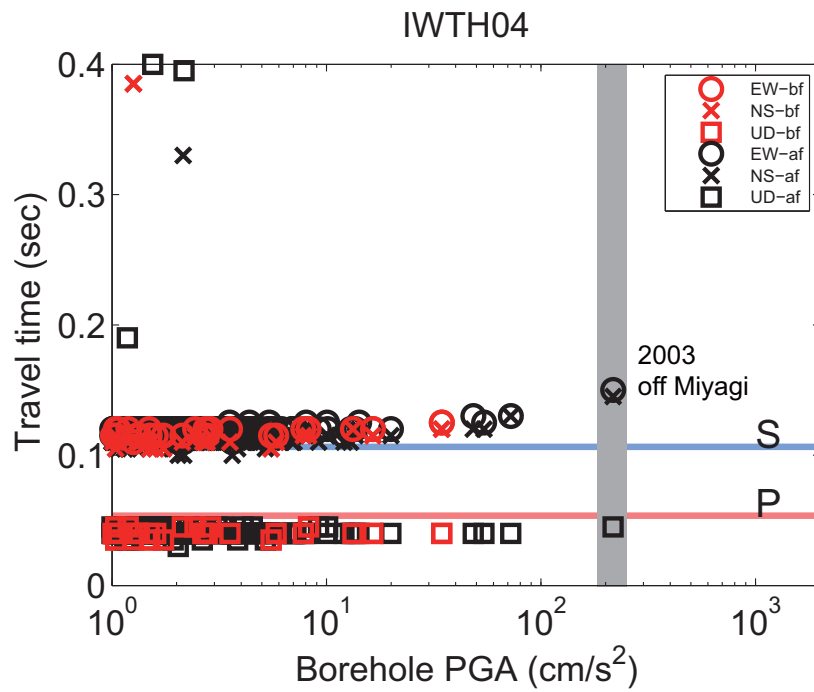 IWTH04
0.4
0.3
0.2
0.1
0
Travel time (sec)
EW-bf
NS-bf
UD-bf
EW-af
NS-af
UD-af
2003
off Miyagi
S
P
10⁰
10¹
10²
10³
Borehole PGA (cm/s²)